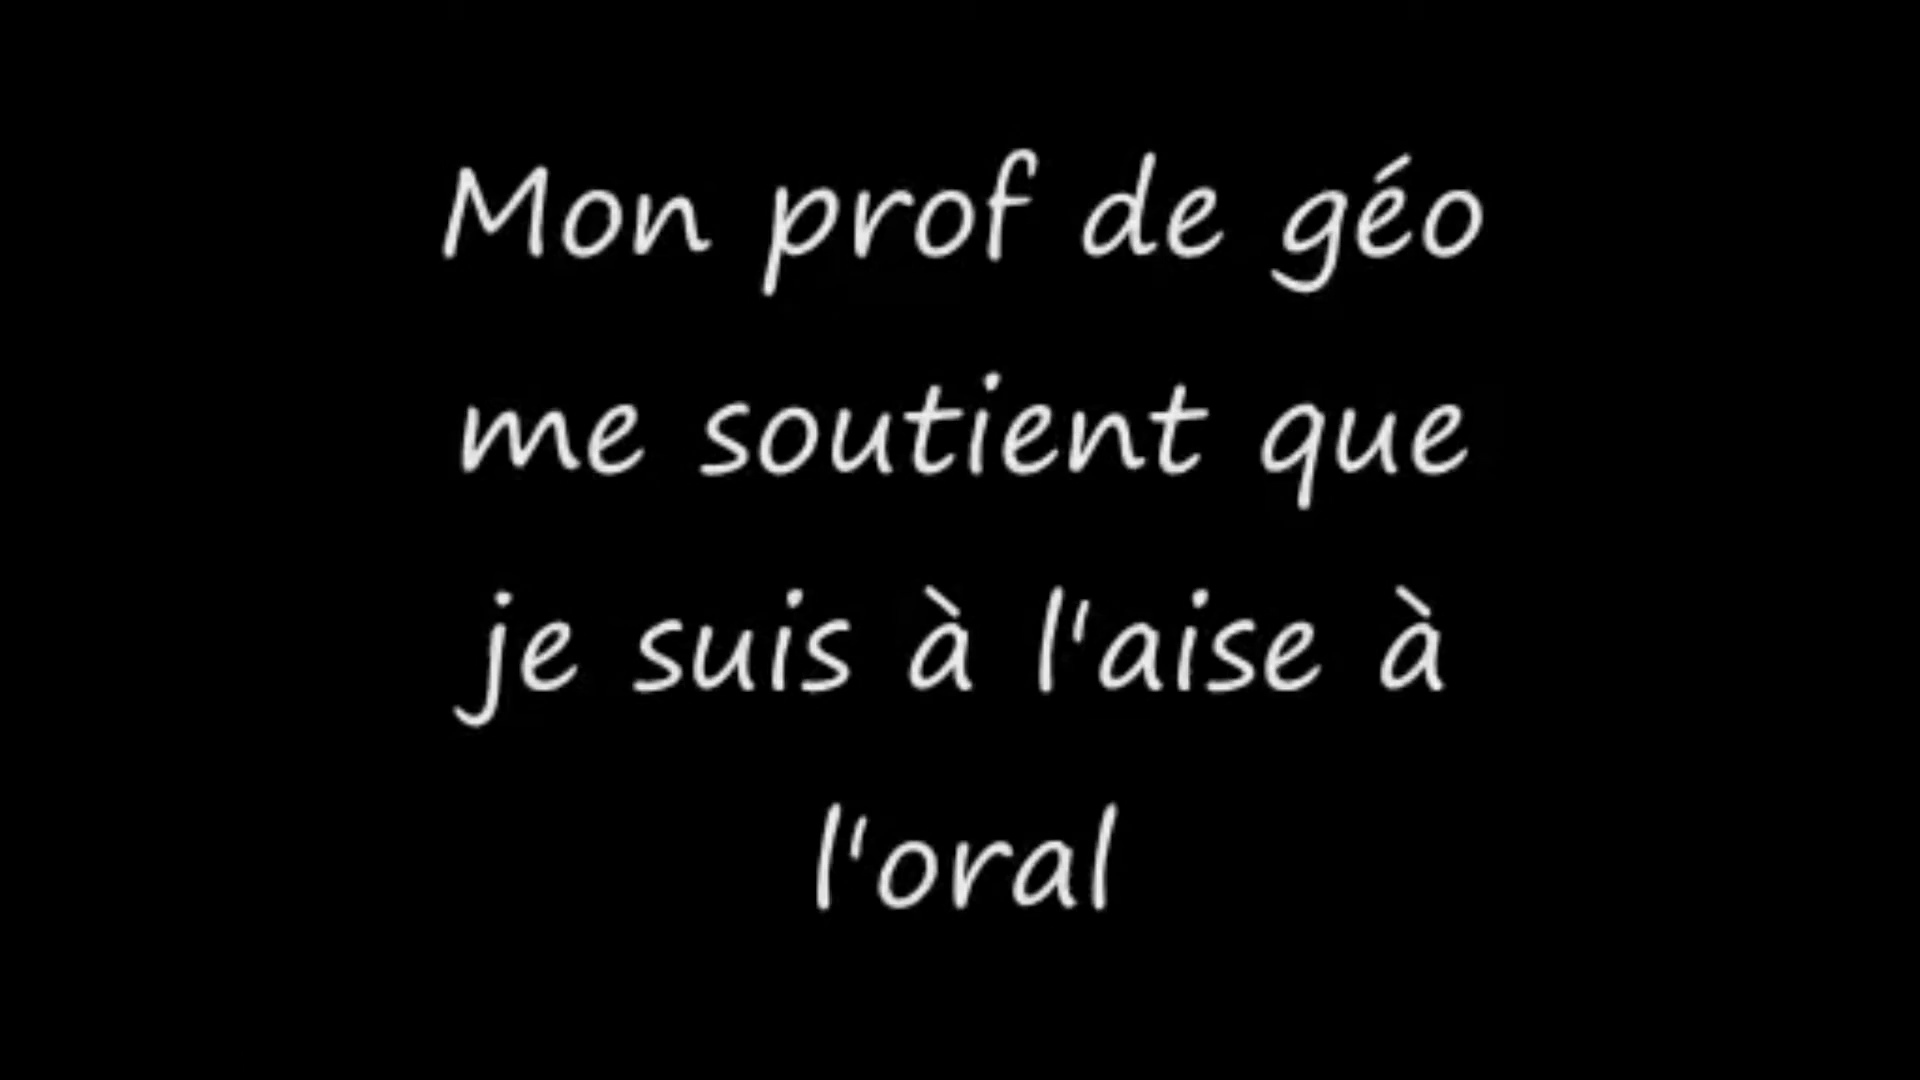 Mon prof de géo
me soutient que
je suis à l'aise à
l'oral